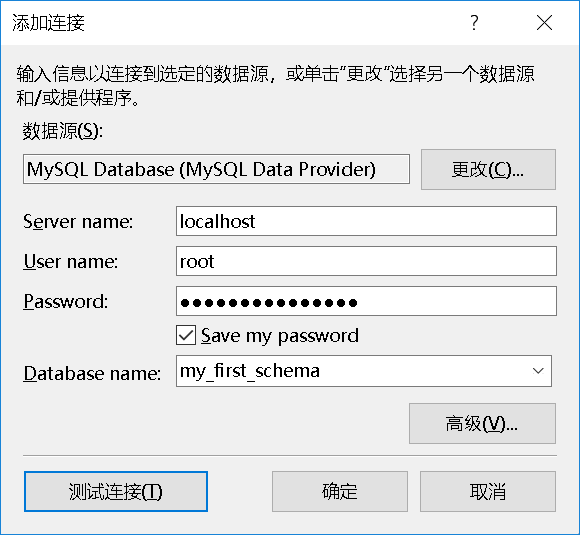 添加连接
输入信息以连接到选定的数据源，或单击“更改”选择另一个数据源
和/或提供程序。
数据源(S):
MySQL Database (MySQL Data Provider)
更改(C)...
Server name:
localhost
User name:
root
Password:
●●●●●●●●●●●●●●●
Save my password
Database name:
my_first_schema
高级(V)...
测试连接(T)
确定
取消